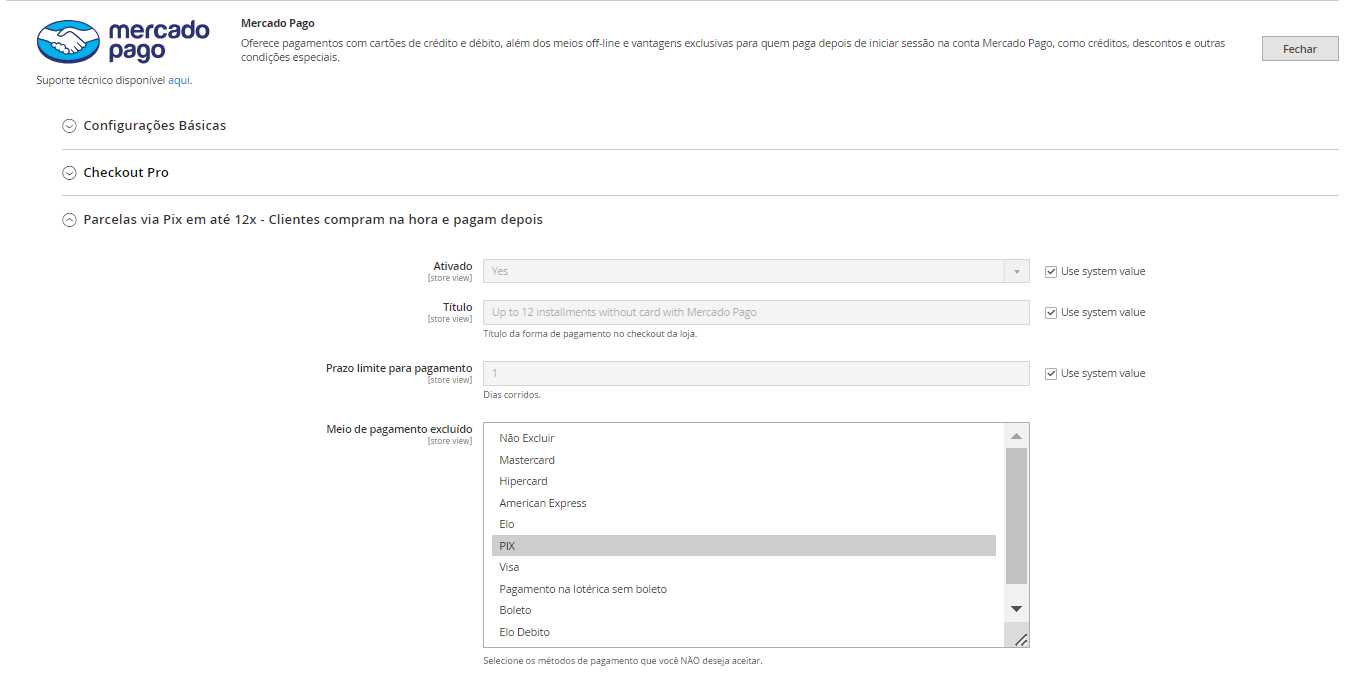 mercado
pago
Suporte técnico disponível aqui.
Mercado Pago
Oferece pagamentos com cartões de crédito e débito, além dos meios off-line e vantagens exclusivas para quem paga depois de iniciar sessão na conta Mercado Pago, como créditos, descontos e outras
condições especiais.
Fechar
Configurações Básicas
Checkout Pro
Parcelas via Pix em até 12x - Clientes compram na hora e pagam depois
Ativado
[store view]
Yes
Use system value
Título
[store view]
Up to 12 installments without card with Mercado Pago
Use system value
Título da forma de pagamento no checkout da loja.
Prazo limite para pagamento
[store view]
1
Use system value
Dias corridos.
Meio de pagamento excluído
[store view]
Não Excluir
Mastercard
Hipercard
American Express
Elo
PIX
Visa
Pagamento na lotérica sem boleto
Boleto
Elo Debito
Selecione os métodos de pagamento que você NÃO deseja aceitar.